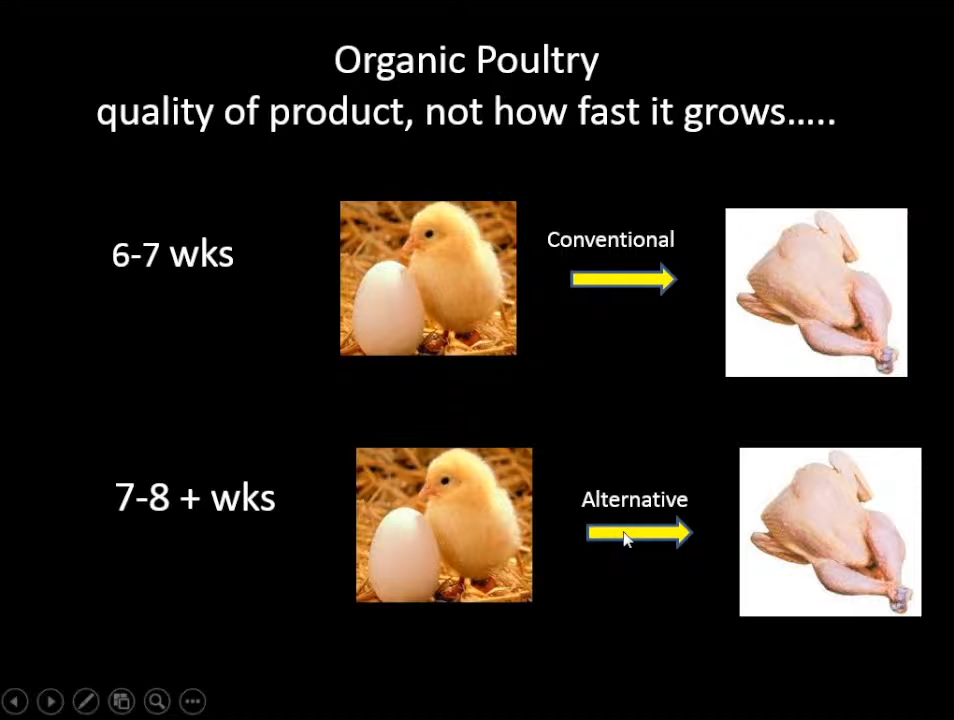 Organic Poultry
quality of product, not how fast it grows.....
6-7 wks
Conventional
7-8 + wks
Alternative